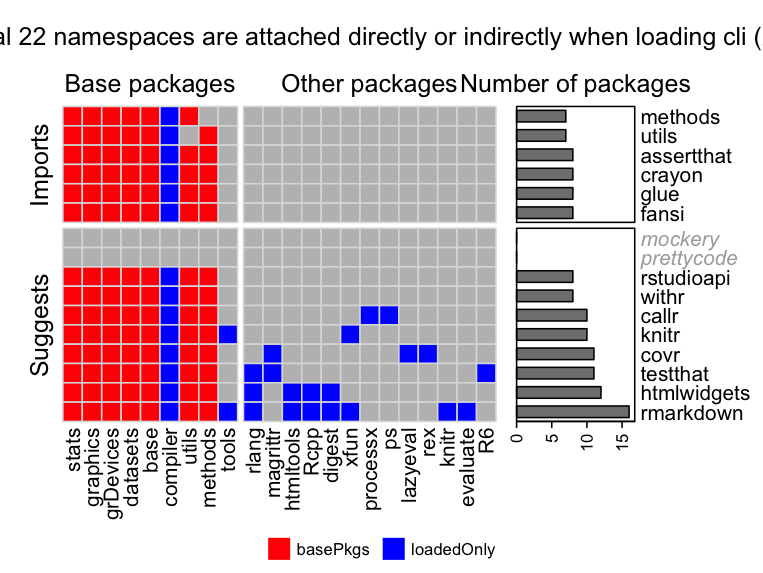 al 22 namespaces are attached directly or indirectly when loading cli (
Base packages
Other packages
Number of packages
Imports
methods
utils
assertthat
crayon
glue
fansi
Suggests
mockery
prettycode
rstudioapi
withr
callr
knitr
covr
testthat
htmlwidgets
rmarkdown
stats
graphics
grDevices
datasets
base
compiler
utils
methods
tools
rlang
magrittr
htmltools
Rcpp
digest
xfun
processx
ps
lazyeval
rex
knitr
evaluate
R6
0
5
10
15
basePkgs
loadedOnly